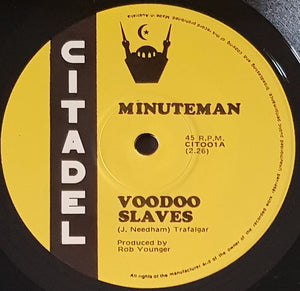 CITADEL
MINUTEMAN
45 R.P.M.
CIT001A
(2.26)
VOODOO
SLAVES
(J. Needham) Trafalgar
Produced by
Rob Younger
All rights of the manufacturer and of the owner of the recorded work reserved